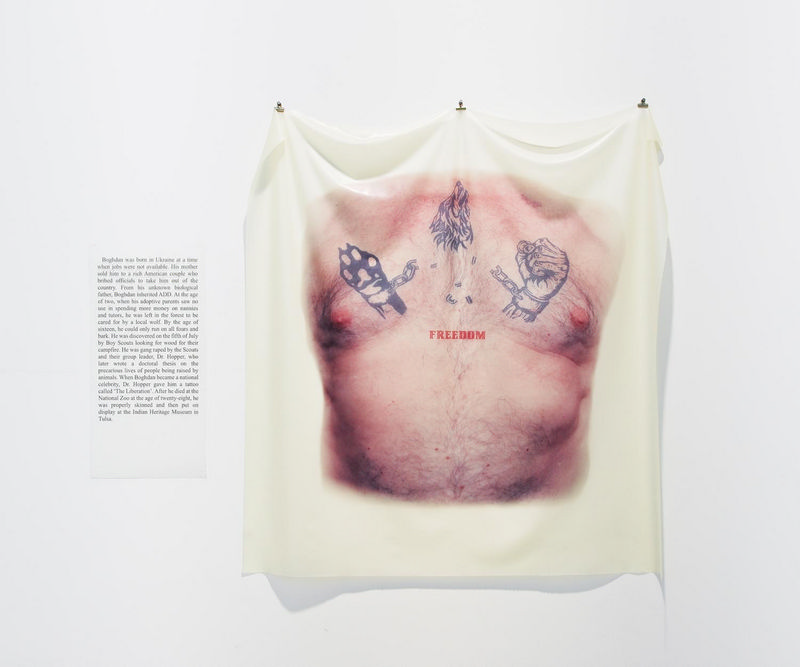 Boghdan was born in Ukraine at a time
when jobs were not available. His mother
sold him to a rich American couple who
bribed officials to take him out of the
country. From his unknown biological
father, Boghdan inherited ADD. At the age
of two, when his adoptive parents saw no
use in spending more money on nannies
and tutors, he was left in the forest to be
cared for by a local wolf. By the age of
sixteen, he could only run on all fours and
bark. He was discovered on the fifth of July
by Boy Scouts looking for wood for their
campfire. He was gang raped by the Scouts
and their group leader, Dr. Hopper, who
later wrote a doctoral thesis on the
precarious lives of people being raised by
animals. When Boghdan became a national
celebrity, Dr. Hopper gave him a tattoo
called 'The Liberation'. After he died at the
National Zoo at the age of twenty-eight, he
was properly skinned and then put on
display at the Indian Heritage Museum in
Tulsa.
FREEDOM